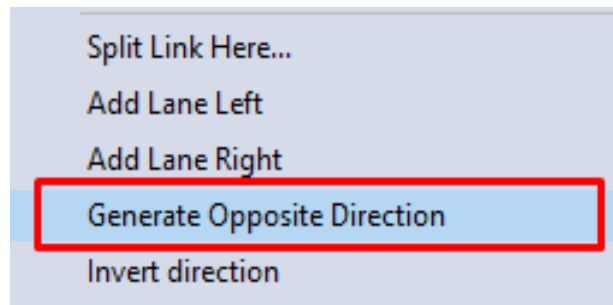 Split Link Here...
Add Lane Left
Add Lane Right
Generate Opposite Direction
Invert direction